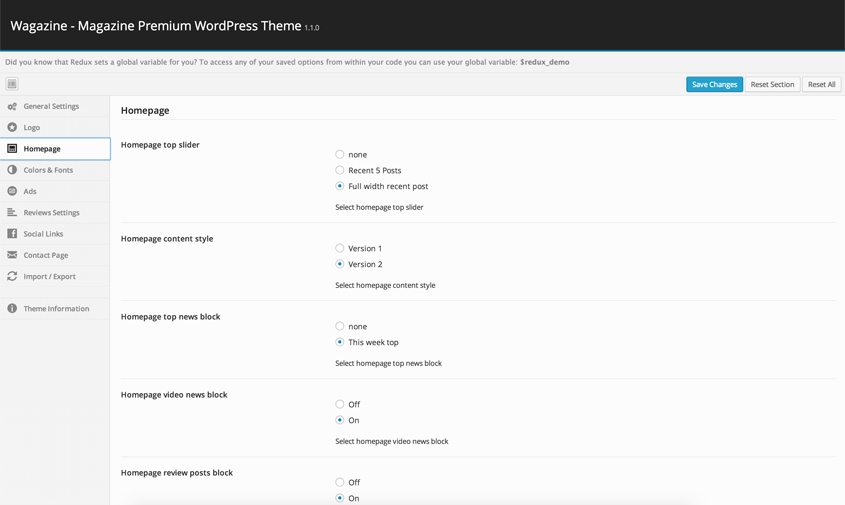 Wagazine - Magazine Premium WordPress Theme 1.1.0
Did you know that Redux sets a global variable for you? To access any of your saved options from within your code you can use your global variable: $redux_demo
Save Changes Reset Section Reset All
General Settings
Logo
Homepage
Colors & Fonts
Ads
Reviews Settings
Social Links
Contact Page
Import / Export
Theme Information
Homepage
Homepage top slider
none
Recent 5 Posts
Full width recent post
Select homepage top slider
Homepage content style
Version 1
Version 2
Select homepage content style
Homepage top news block
none
This week top
Select homepage top news block
Homepage video news block
Off
On
Select homepage video news block
Homepage review posts block
Off
On